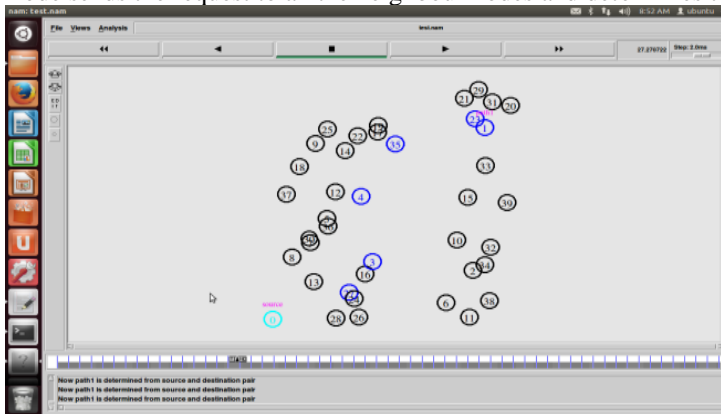 nam: test.nam
8:52 AM ubuntu
File Views Analysis
test.nam
27.276722 Step: 2.0ms
29
21 31 20
1
25
9 22
14 35
33
18
37 12 4 15 39
10 32
8 3 2 34
16
13
6 38
source
0 28 26 11
Now path1 is determined from source and destination pair
Now path1 is determined from source and destination pair
Now path1 is determined from source and destination pair